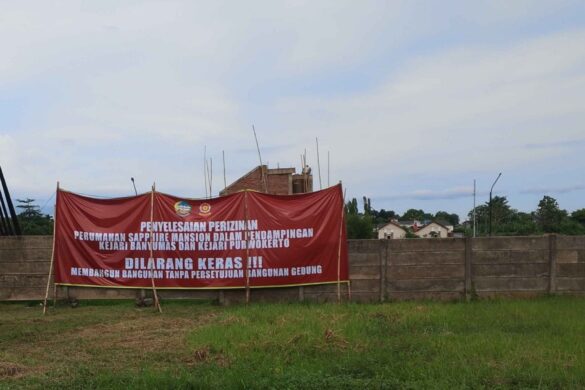 PENYELESAIAN PERIZINAN
PERUMAHAN SAPPHIRE MANSION DALAM PENDAMPINGAN
KEJARI BANYUMAS DAN KEJARI PURWOKERTO
DILARANG KERAS !!!
MEMBANGUN BANGUNAN TANPA PERSETUJUAN BANGUNAN GEDUNG